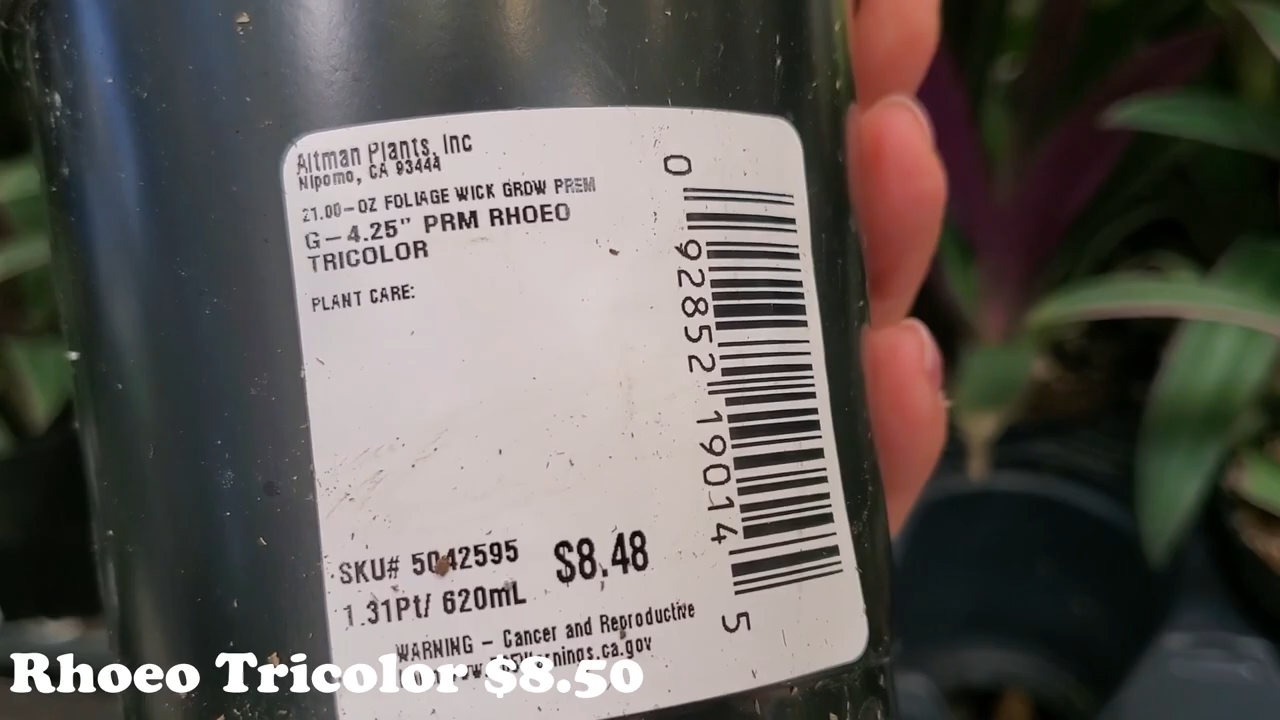 Altman Plants, Inc
Nipomo, CA 93444
21.00-OZ FOLIAGE WICK GROW PREM
G-4.25" PRM RHOEO
TRICOLOR
PLANT CARE:
0 92852 19014 5
SKU# 5042595 $8.48
1.31Pt/ 620mL
WARNING - Cancer and Reproductive
Rhoeo Tricolor $8.50